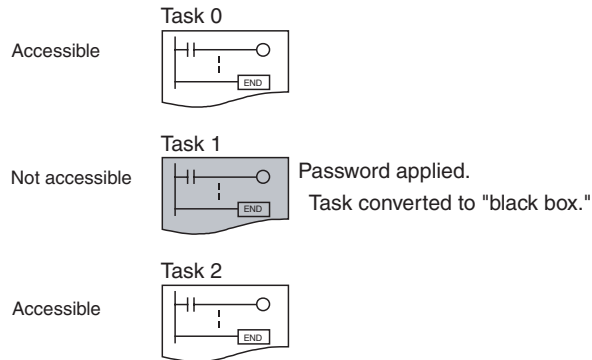 Task 0
Accessible
END
Task 1
Not accessible
Password applied.
Task converted to "black box."
END
Task 2
Accessible
END